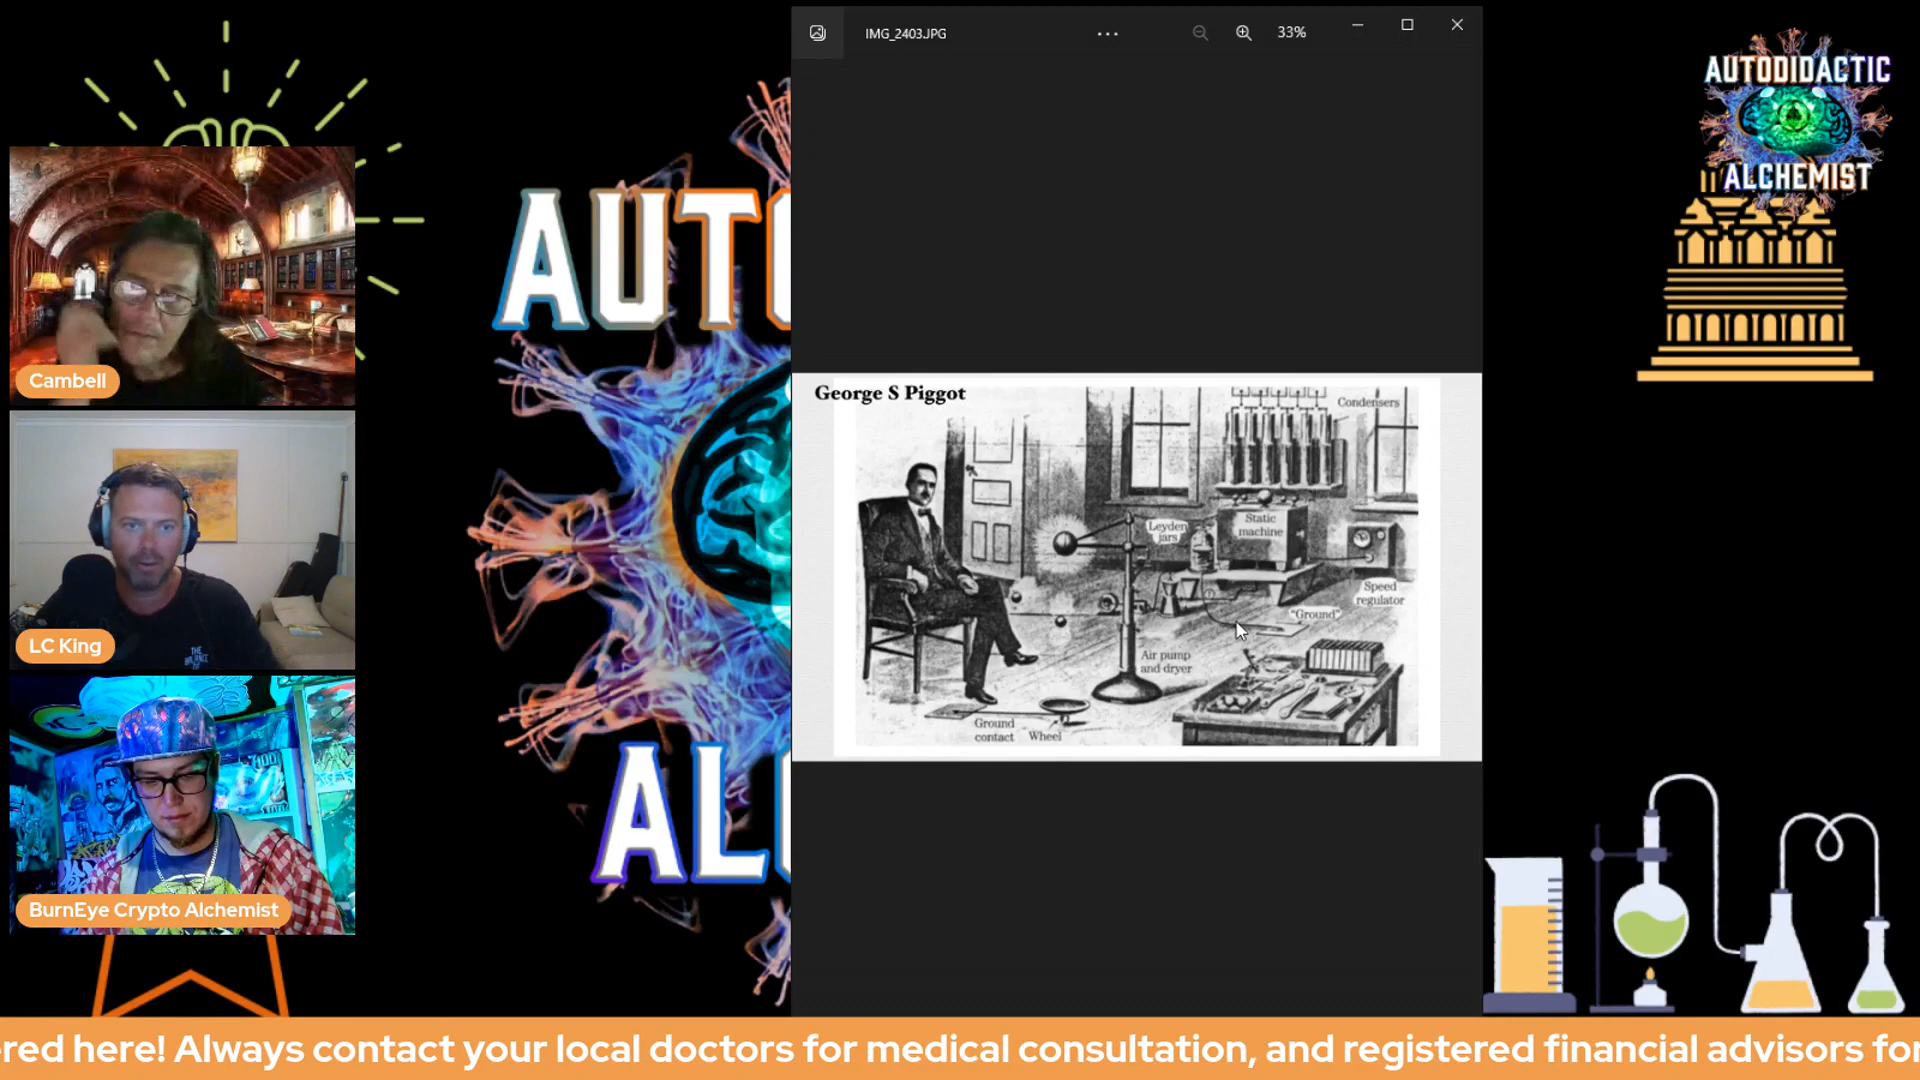 IMG_2403.JPG
33%
AUTODIDACTIC
ALCHEMIST
AUTO
AL
Cambell
LC King
THE
BurnEye Crypto Alchemist
George S Piggot
Condensers
Leyden
jars
Static
machine
Speed
regulator
"Ground"
Air pump
and dryer
Ground
contact
Wheel
red here! Always contact your local doctors for medical consultation, and registered financial advisors for